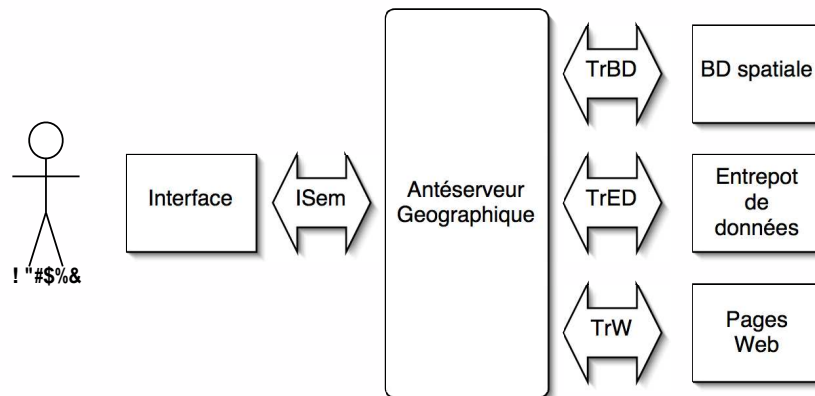 TrBD
BD spatiale
Interface
ISem
Antéserveur
Geographique
TrED
Entrepot
de
données
! "#$%&
TrW
Pages
Web